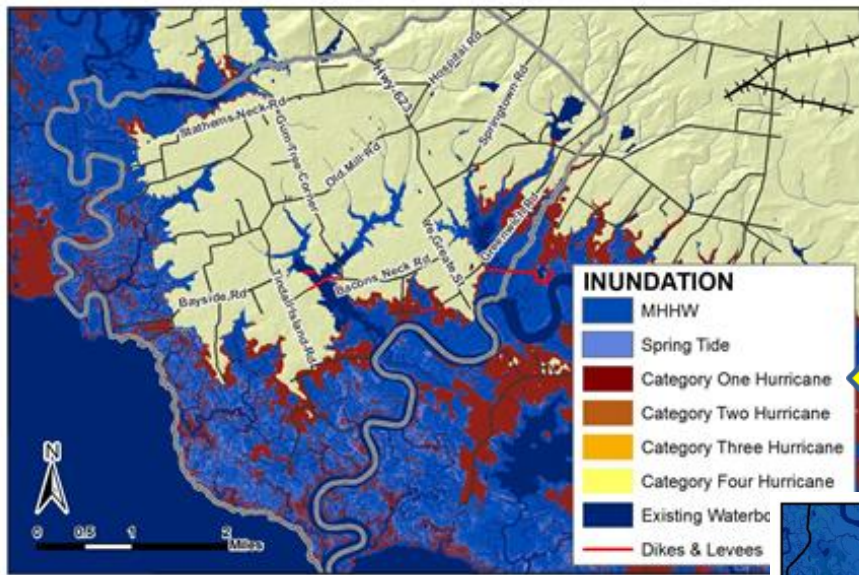 Stathems Neck Rd
Gum Tree Corner
Hwy 623
Hospital Rd
Springtown Rd
Old Mill Rd
Greenwich Rd
Ye Greate St
Bacons Neck Rd
Bayside Rd
Tindall Island Rd
INUNDATION
MHHW
Spring Tide
Category One Hurricane
Category Two Hurricane
Category Three Hurricane
Category Four Hurricane
Existing Waterbo
Dikes & Levees
N
0 0.5 1 2
Miles